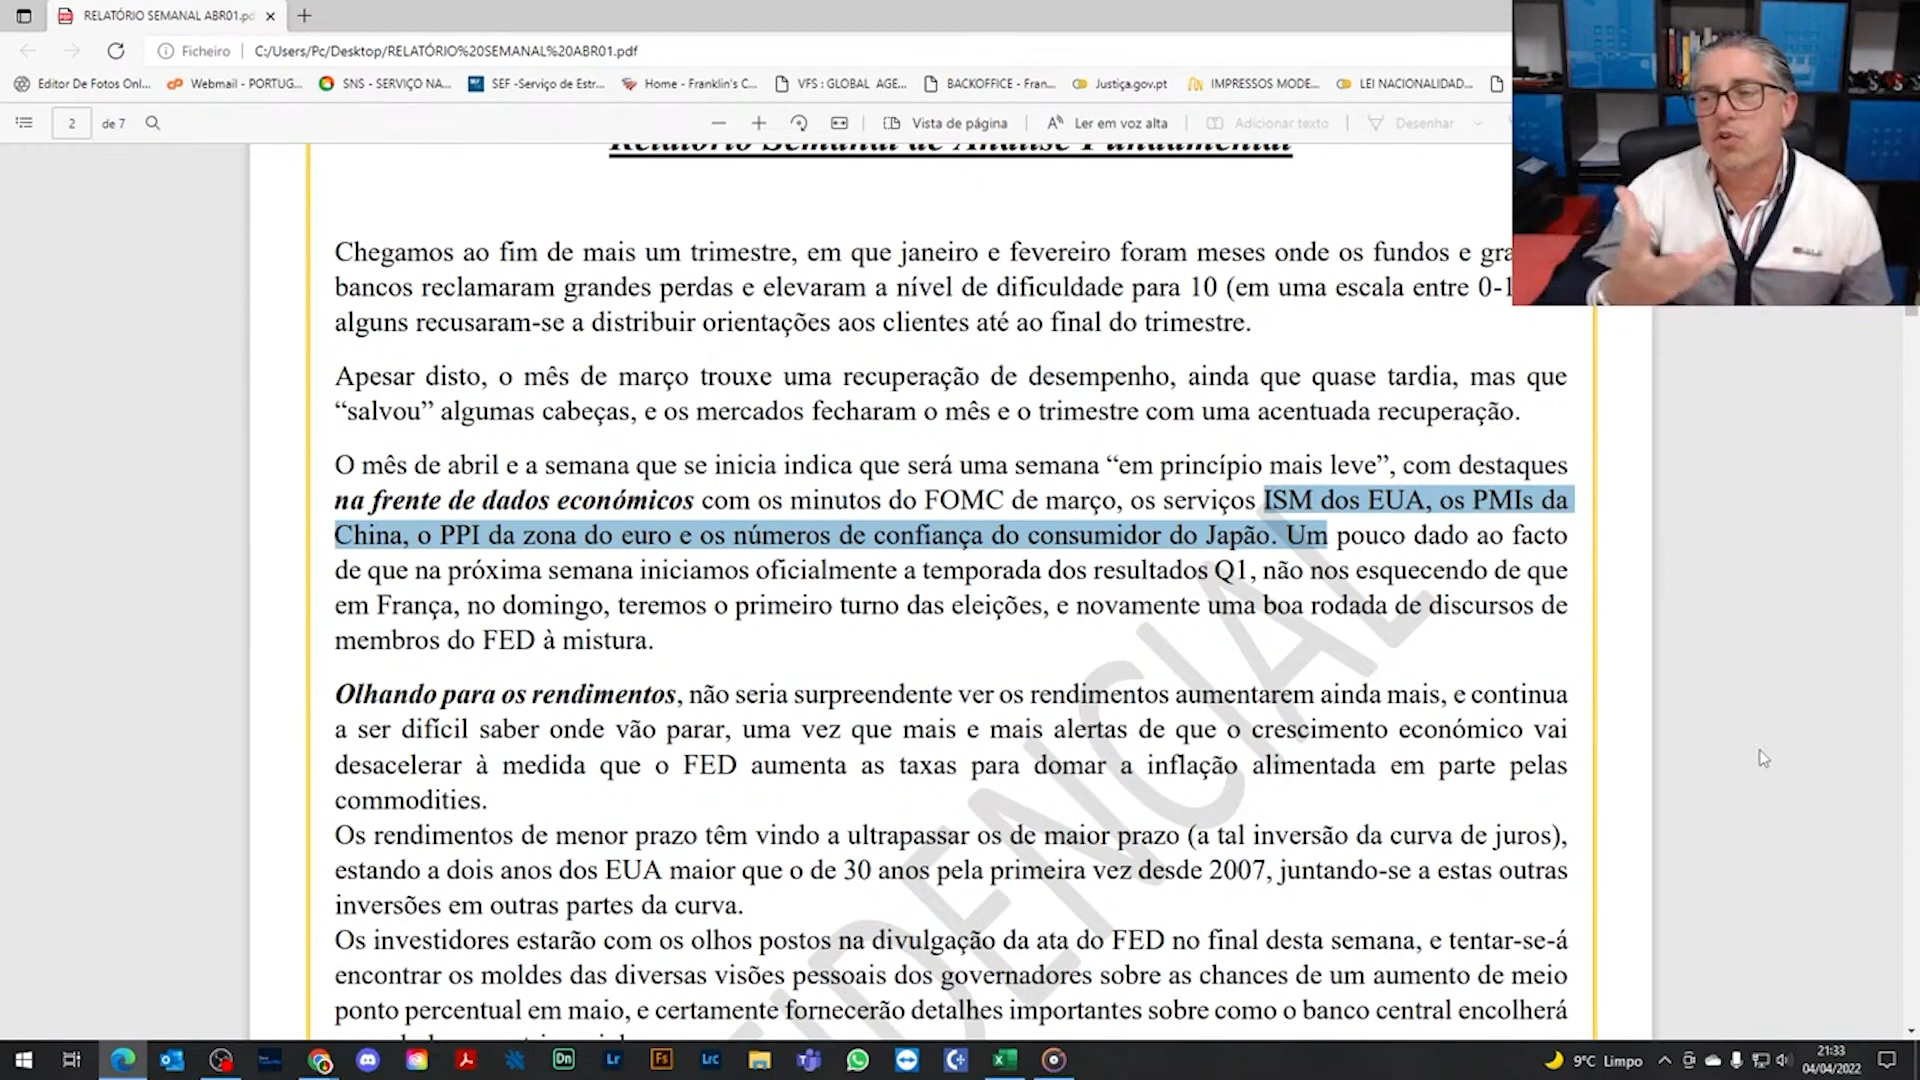 RELATÓRIO SEMANAL ABR01.pd
Ficheiro
C:/Users/Pc/Desktop/RELATÓRIO%20SEMANAL%20ABR01.pdf
Editor De Fotos Onl...
Webmail - PORTUG...
SNS - SERVIÇO NA...
SEF -Serviço de Estr...
Home - Franklin's C...
VFS : GLOBAL AGE...
BACKOFFICE - Fran...
Justiça.gov.pt
IMPRESSOS MODE...
LEI NACIONALIDAD...
2 de 7
Vista de página
Ler em voz alta
Adicionar texto
Desenhar
Relatório Semanal de Análise Fundamental
Chegamos ao fim de mais um trimestre, em que janeiro e fevereiro foram meses onde os fundos e gra
bancos reclamaram grandes perdas e elevaram a nível de dificuldade para 10 (em uma escala entre 0-1
alguns recusaram-se a distribuir orientações aos clientes até ao final do trimestre.
Apesar disto, o mês de março trouxe uma recuperação de desempenho, ainda que quase tardia, mas que
“salvou” algumas cabeças, e os mercados fecharam o mês e o trimestre com uma acentuada recuperação.
O mês de abril e a semana que se inicia indica que será uma semana “em princípio mais leve”, com destaques
na frente de dados económicos com os minutos do FOMC de março, os serviços ISM dos EUA, os PMIs da
China, o PPI da zona do euro e os números de confiança do consumidor do Japão. Um pouco dado ao facto
de que na próxima semana iniciamos oficialmente a temporada dos resultados Q1, não nos esquecendo de que
em França, no domingo, teremos o primeiro turno das eleições, e novamente uma boa rodada de discursos de
membros do FED à mistura.
Olhando para os rendimentos, não seria surpreendente ver os rendimentos aumentarem ainda mais, e continua
a ser difícil saber onde vão parar, uma vez que mais e mais alertas de que o crescimento económico vai
desacelerar à medida que o FED aumenta as taxas para domar a inflação alimentada em parte pelas
commodities.
Os rendimentos de menor prazo têm vindo a ultrapassar os de maior prazo (a tal inversão da curva de juros),
estando a dois anos dos EUA maior que o de 30 anos pela primeira vez desde 2007, juntando-se a estas outras
inversões em outras partes da curva.
Os investidores estarão com os olhos postos na divulgação da ata do FED no final desta semana, e tentar-se-á
encontrar os moldes das diversas visões pessoais dos governadores sobre as chances de um aumento de meio
ponto percentual em maio, e certamente fornecerão detalhes importantes sobre como o banco central encolherá
FIDENCIAL
Dn
Lr
Fs
Lrc
9°C Limpo
21:33
04/04/2022